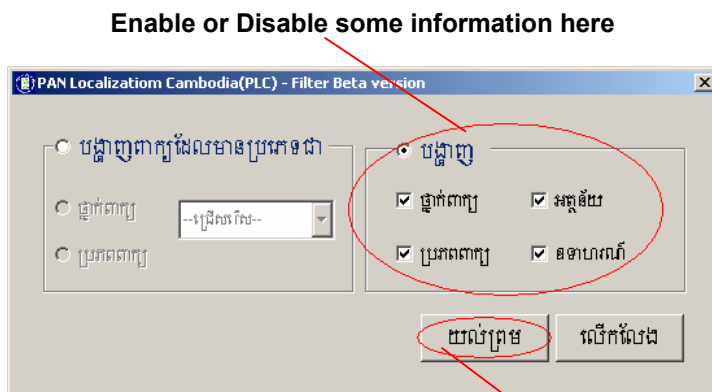 Enable or Disable some information here
PAN Localizatiom Cambodia(PLC) - Filter Beta version
បង្ហាញពាក្យដែលមានប្រភេទជា
បង្ហាញ
ថ្នាក់ពាក្យ
--ជ្រើសរើស--
ប្រភពពាក្យ
ថ្នាក់ពាក្យ
អត្ថន័យ
ប្រភពពាក្យ
ឧទាហរណ៍
យល់ព្រម
លើកលែង